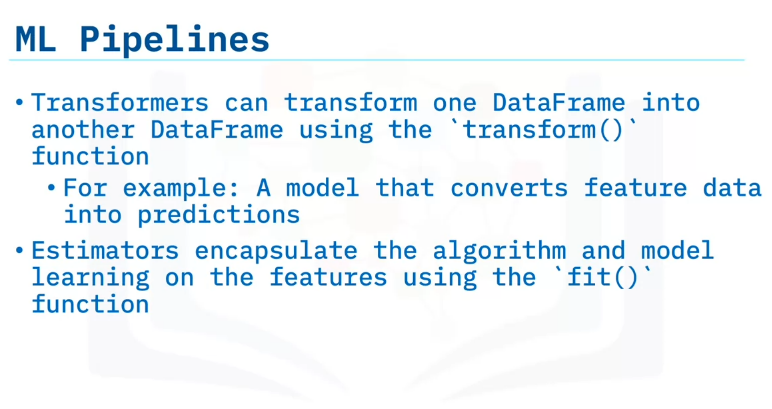 ML Pipelines
• Transformers can transform one DataFrame into
another DataFrame using the `transform()`
function
• For example: A model that converts feature data
into predictions
• Estimators encapsulate the algorithm and model
learning on the features using the `fit()`
function